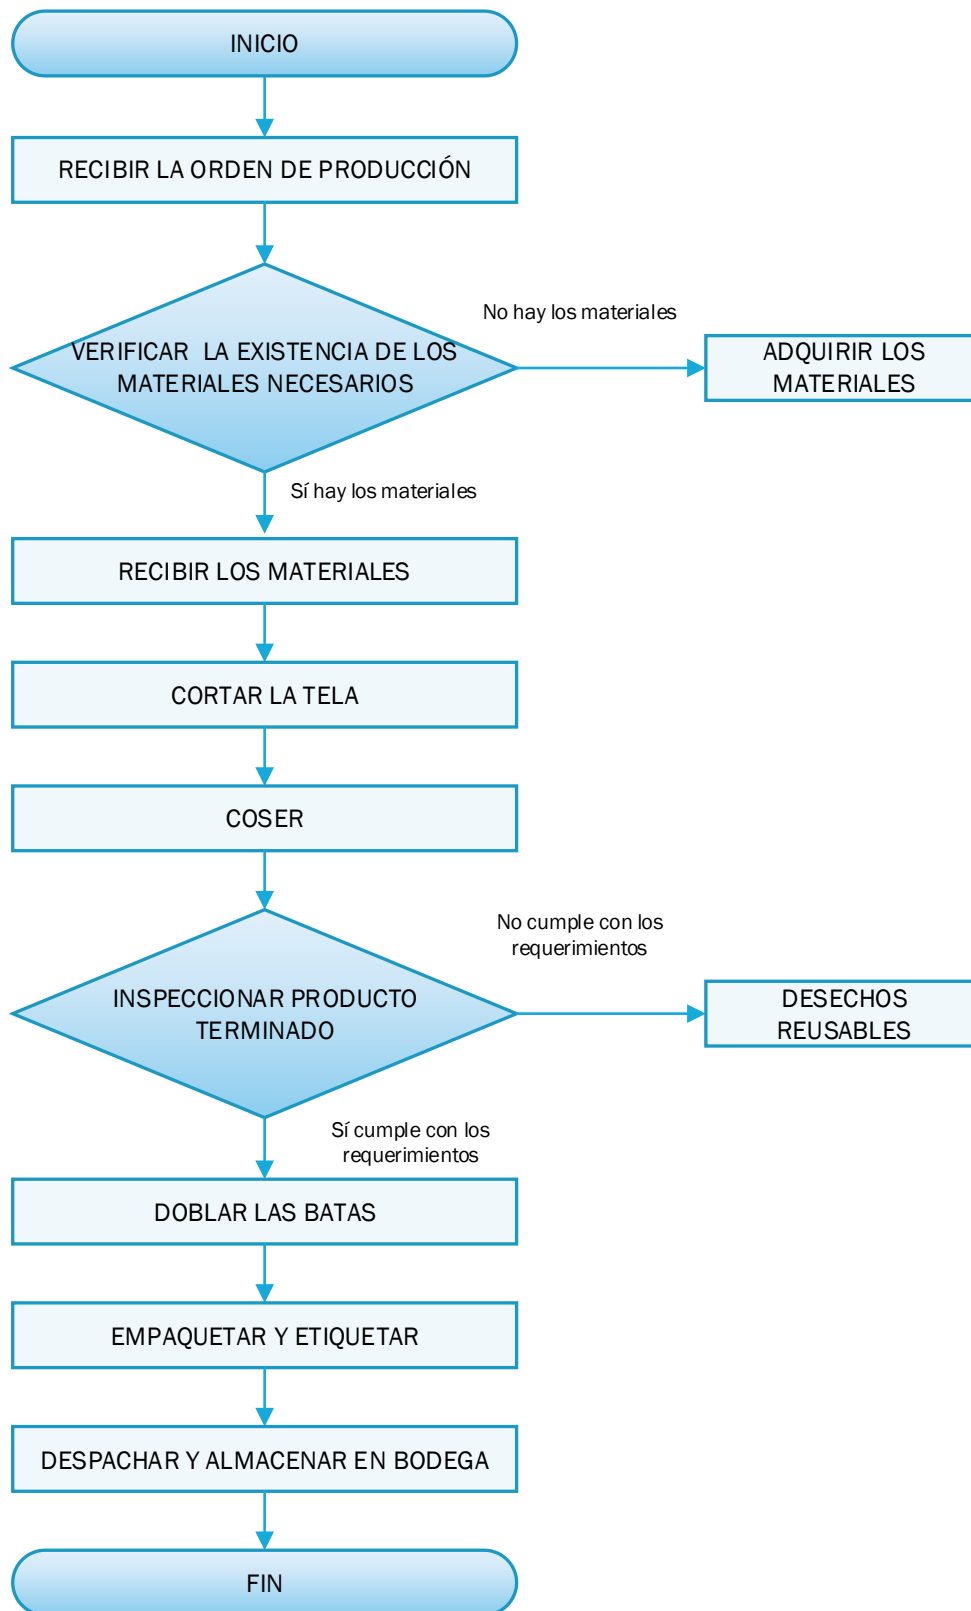 INICIO
RECIBIR LA ORDEN DE PRODUCCIÓN
No hay los materiales
VERIFICAR LA EXISTENCIA DE LOS
MATERIALES NECESARIOS
ADQUIRIR LOS
MATERIALES
Sí hay los materiales
RECIBIR LOS MATERIALES
CORTAR LA TELA
COSER
No cumple con los
requerimientos
INSPECCIONAR PRODUCTO
TERMINADO
DESECHOS
REUSABLES
Sí cumple con los
requerimientos
DOBLAR LAS BATAS
EMPAQUETAR Y ETIQUETAR
DESPACHAR Y ALMACENAR EN BODEGA
FIN